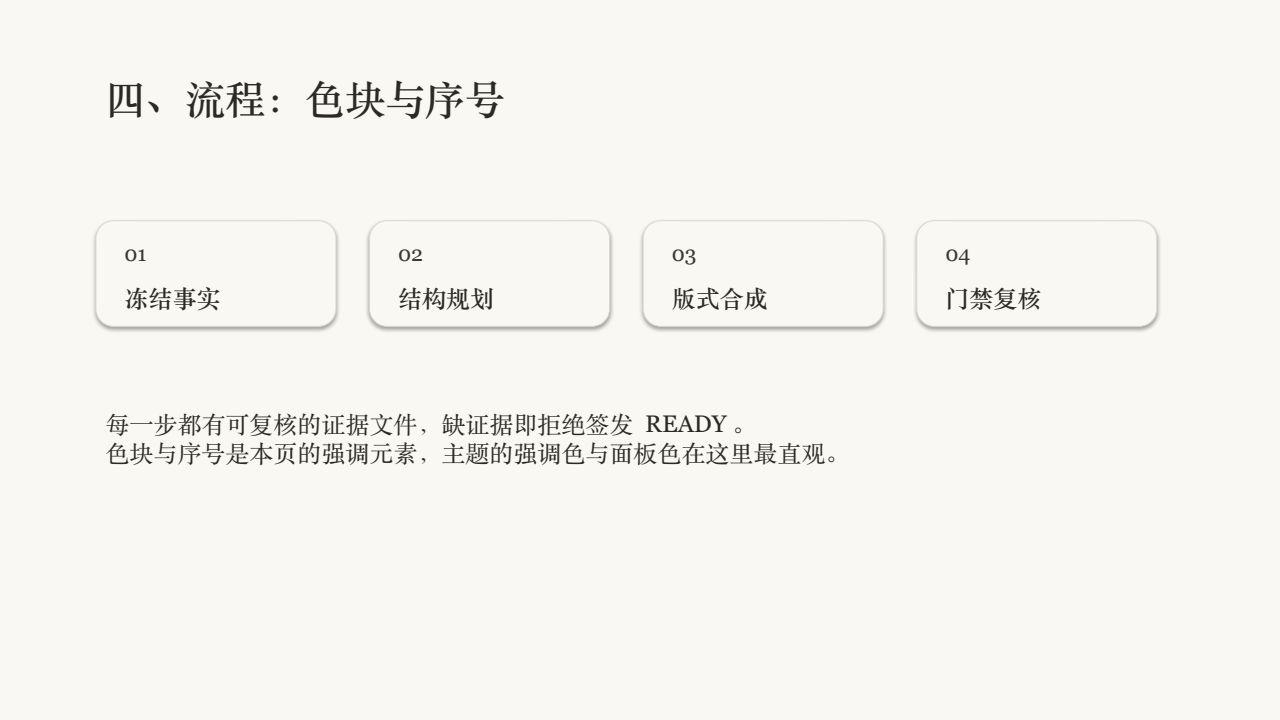 四、流程：色块与序号
01
冻结事实
02
结构规划
03
版式合成
04
门禁复核
每一步都有可复核的证据文件，缺证据即拒绝签发 READY。
色块与序号是本页的强调元素，主题的强调色与面板色在这里最直观。